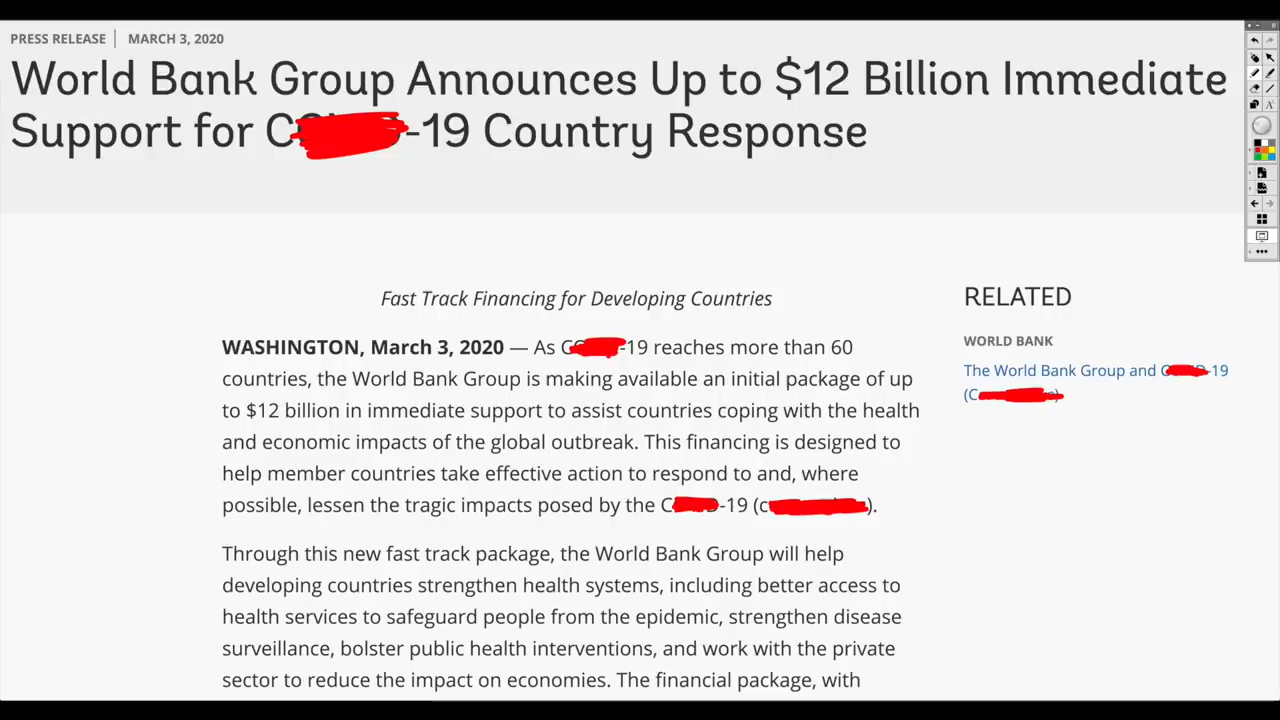 PRESS RELEASE | MARCH 3, 2020
World Bank Group Announces Up to $12 Billion Immediate
Support for C -19 Country Response
Fast Track Financing for Developing Countries
WASHINGTON, March 3, 2020 — As C -19 reaches more than 60
countries, the World Bank Group is making available an initial package of up
to $12 billion in immediate support to assist countries coping with the health
and economic impacts of the global outbreak. This financing is designed to
help member countries take effective action to respond to and, where
possible, lessen the tragic impacts posed by the C -19 (c ).
Through this new fast track package, the World Bank Group will help
developing countries strengthen health systems, including better access to
health services to safeguard people from the epidemic, strengthen disease
surveillance, bolster public health interventions, and work with the private
sector to reduce the impact on economies. The financial package, with
RELATED
WORLD BANK
The World Bank Group and C -19
(C )